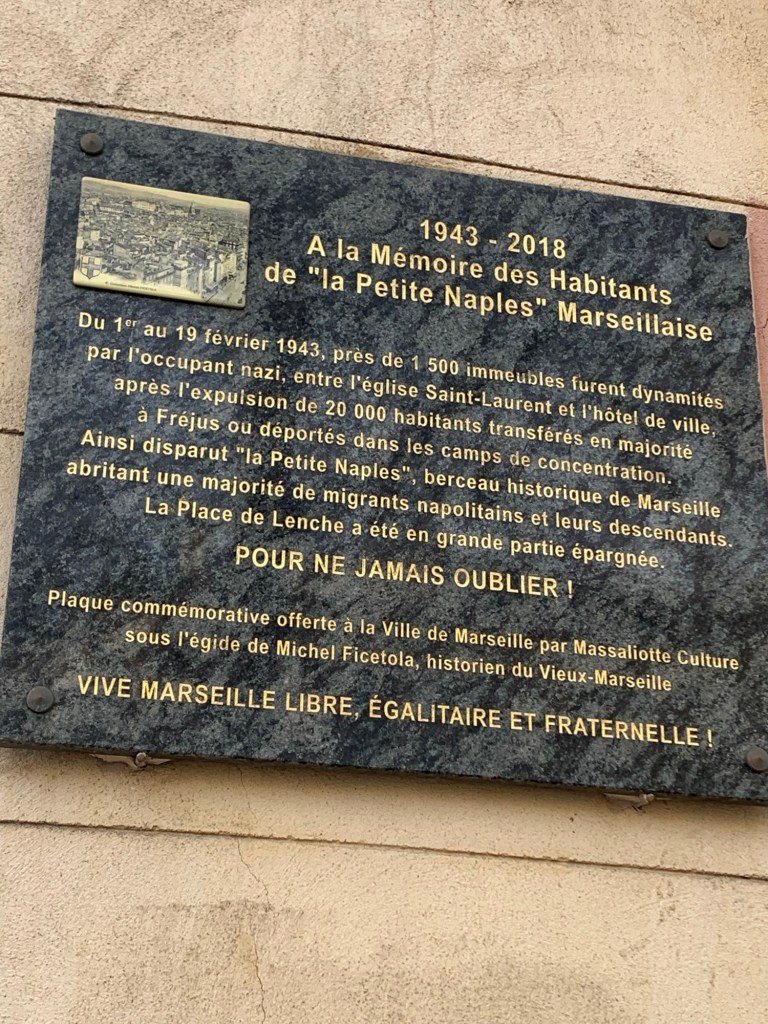 1943 - 2018
A la Mémoire des Habitants
de "la Petite Naples" Marseillaise
Du 1er au 19 février 1943, près de 1 500 immeubles furent dynamités
par l'occupant nazi, entre l'église Saint-Laurent et l'hôtel de ville,
après l'expulsion de 20 000 habitants transférés en majorité
à Fréjus ou déportés dans les camps de concentration.
Ainsi disparut "la Petite Naples", berceau historique de Marseille
abritant une majorité de migrants napolitains et leurs descendants.
La Place de Lenche a été en grande partie épargnée.
POUR NE JAMAIS OUBLIER !
Plaque commémorative offerte à la Ville de Marseille par Massaliotte Culture
sous l'égide de Michel Ficetola, historien du Vieux-Marseille
VIVE MARSEILLE LIBRE, ÉGALITAIRE ET FRATERNELLE !